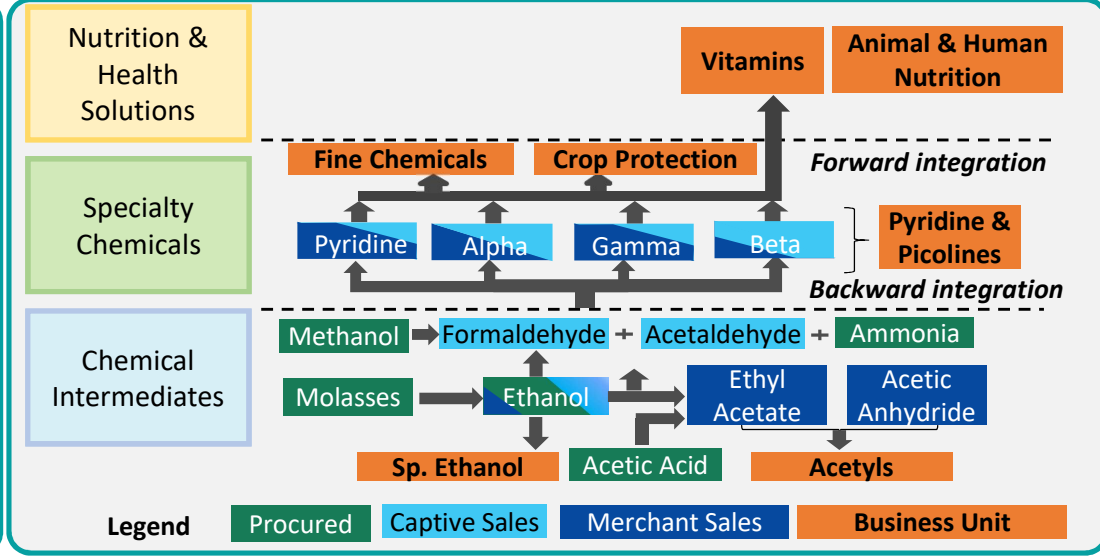 Nutrition &
Health
Solutions
Vitamins
Animal & Human
Nutrition
Forward integration
Specialty
Chemicals
Fine Chemicals
Crop Protection
Pyridine
Alpha
Gamma
Beta
Pyridine &
Picolines
Backward integration
Chemical
Intermediates
Methanol
Formaldehyde
+
Acetaldehyde
+
Ammonia
Molasses
Ethanol
Ethyl
Acetate
Acetic
Anhydride
Sp. Ethanol
Acetic Acid
Acetyls
Legend
Procured
Captive Sales
Merchant Sales
Business Unit